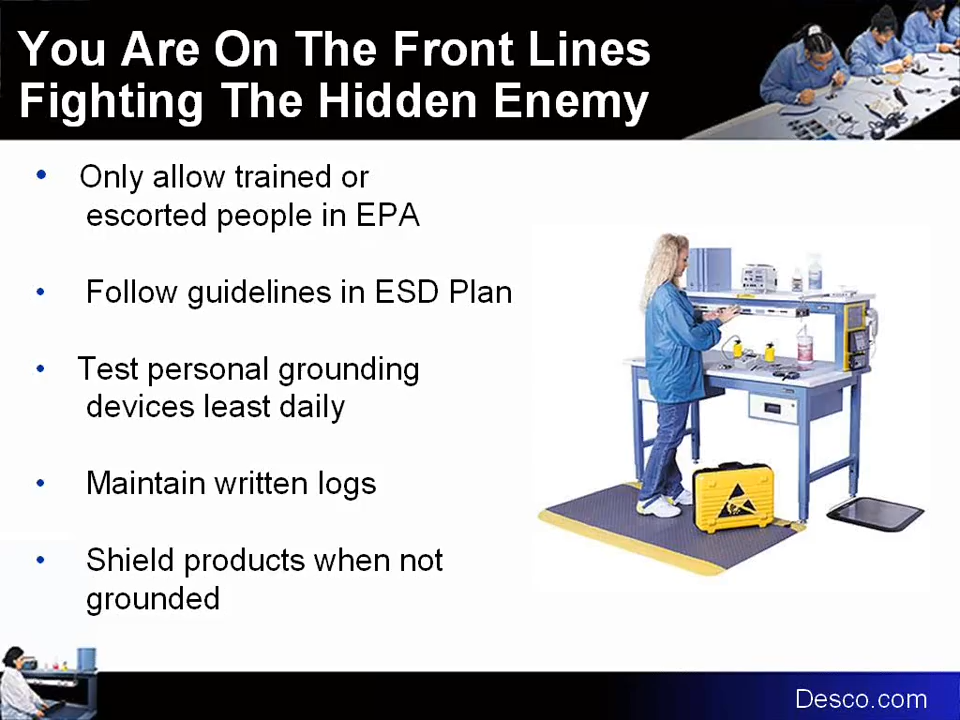 You Are On The Front Lines
Fighting The Hidden Enemy
• Only allow trained or
escorted people in EPA
• Follow guidelines in ESD Plan
• Test personal grounding
devices least daily
• Maintain written logs
• Shield products when not
grounded
Desco.com